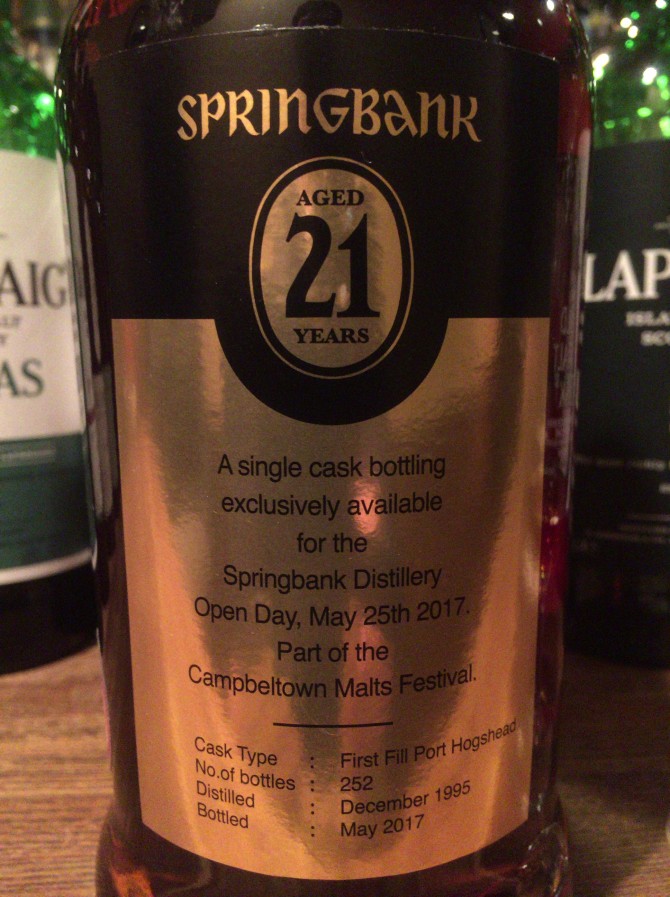 SPRINGBANK
AGED
21
YEARS
A single cask bottling
exclusively available
for the
Springbank Distillery
Open Day, May 25th 2017.
Part of the
Campbeltown Malts Festival.
Cask Type : First Fill Port Hogshead
No.of bottles : 252
Distilled : December 1995
Bottled : May 2017
AIG
AS
LAP